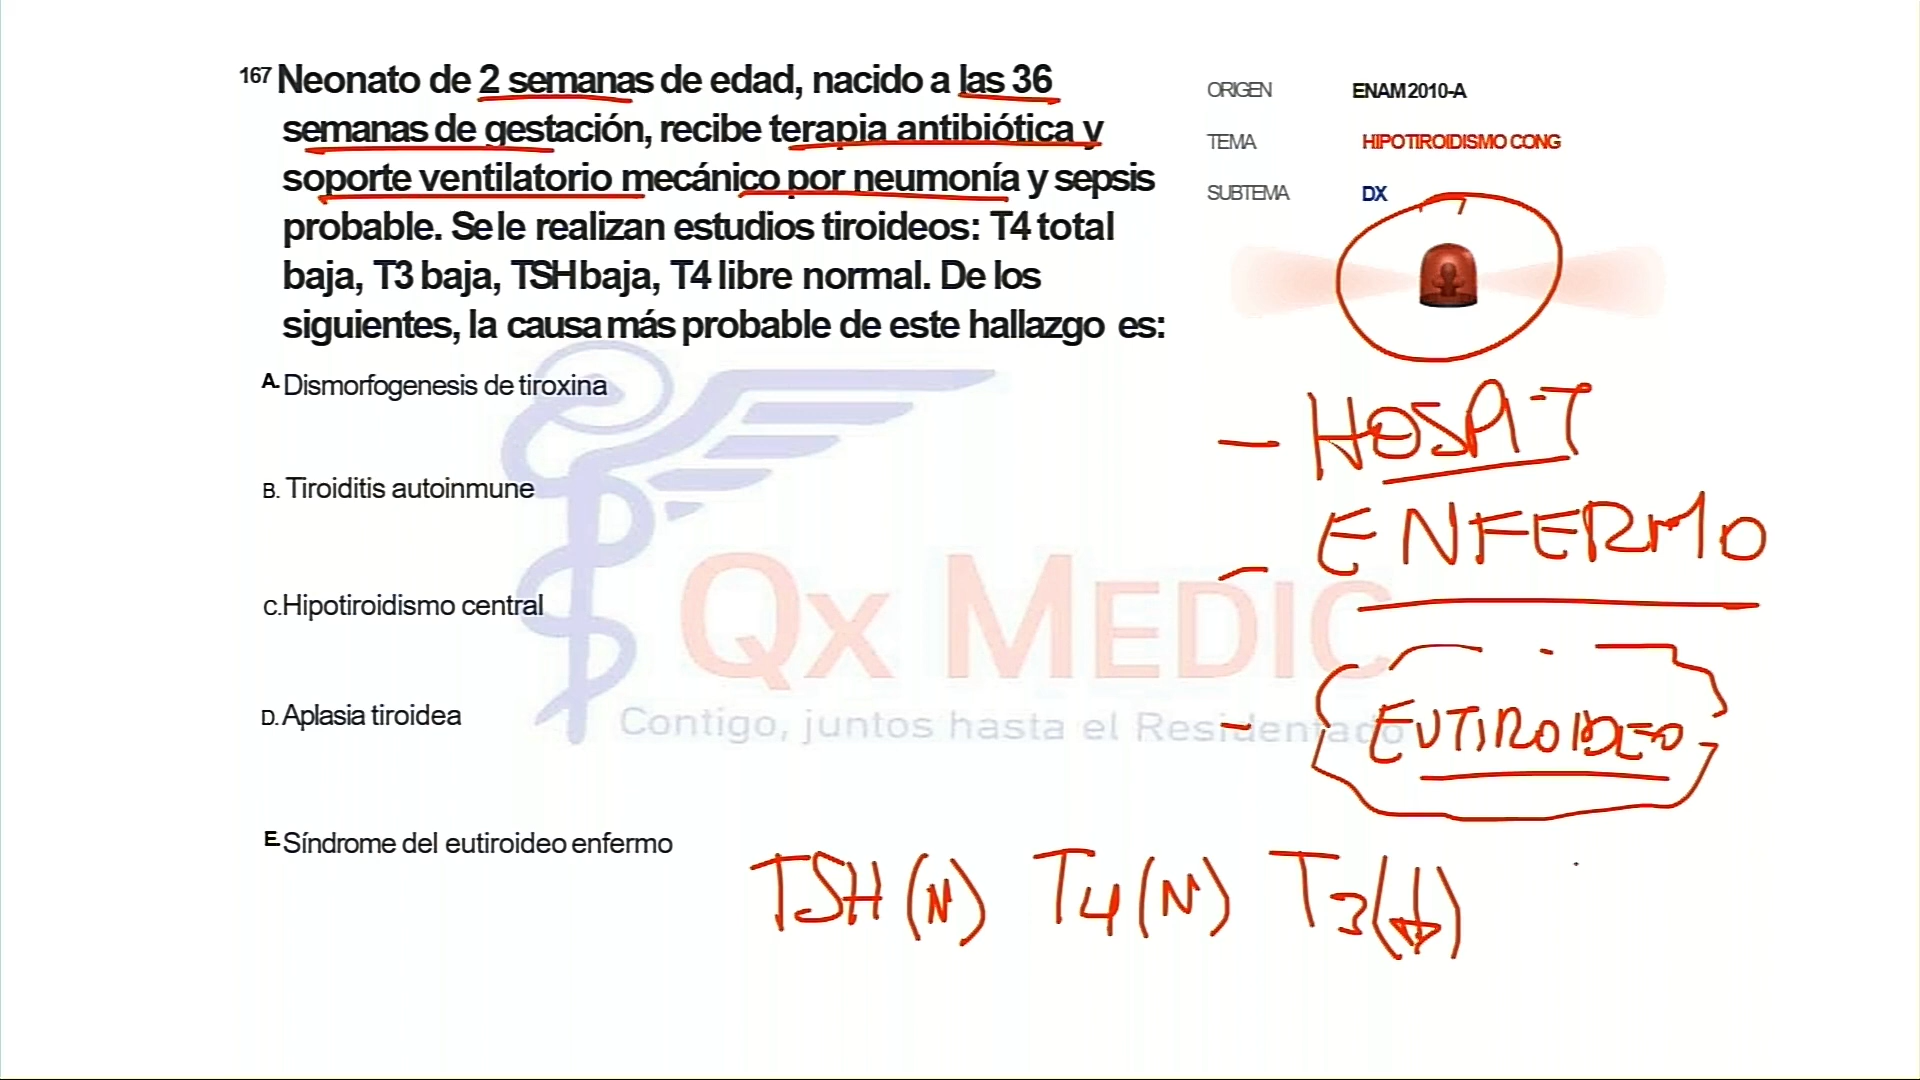 167 Neonato de 2 semanas de edad, nacido a las 36
semanas de gestación, recibe terapia antibiótica y
soporte ventilatorio mecánico por neumonía y sepsis
probable. Se le realizan estudios tiroideos: T4 total
baja, T3 baja, TSH baja, T4 libre normal. De los
siguientes, la causa más probable de este hallazgo es:
A. Dismorfogenesis de tiroxina
B. Tiroiditis autoinmune
C. Hipotiroidismo central
D. Aplasia tiroidea
E. Síndrome del eutiroideo enfermo
ORIGEN ENAM 2010-A
TEMA HIPOTIROIDISMO CONG
SUBTEMA DX
- HOSPIT
- ENFERMO
- EUTIROIDEO
TSH (N) T4 (N) T3 (↓)
Qx MEDIC
Contigo, juntos hasta el Residentado